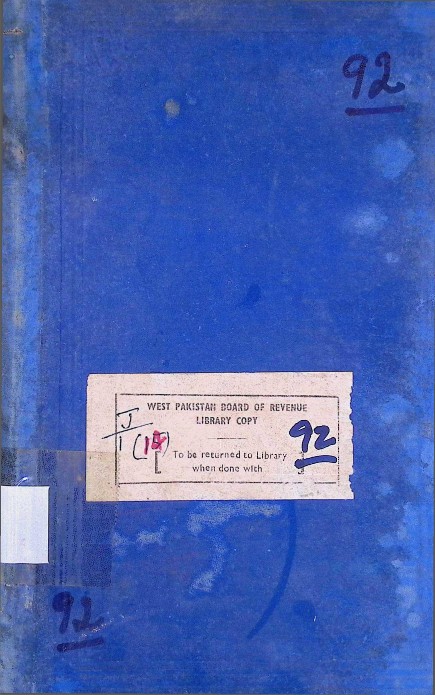 92
WEST PAKISTAN BOARD OF REVENUE
LIBRARY COPY
J
1 (12) 92
[ To be returned to Library ]
when done with
92